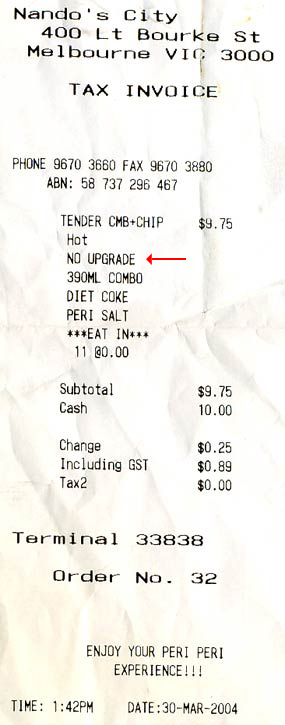 Nando's City
400 Lt Bourke St
Melbourne VIC 3000
TAX INVOICE
PHONE 9670 3660 FAX 9670 3880
ABN: 58 737 296 467
TENDER CMB+CHIP $9.75
Hot
NO UPGRADE
390ML COMBO
DIET COKE
PERI SALT
***EAT IN***
11 @0.00
Subtotal $9.75
Cash 10.00
Change $0.25
Including GST $0.89
Tax2 $0.00
Terminal 33838
Order No. 32
ENJOY YOUR PERI PERI
EXPERIENCE!!!
TIME: 1:42PM DATE:30-MAR-2004